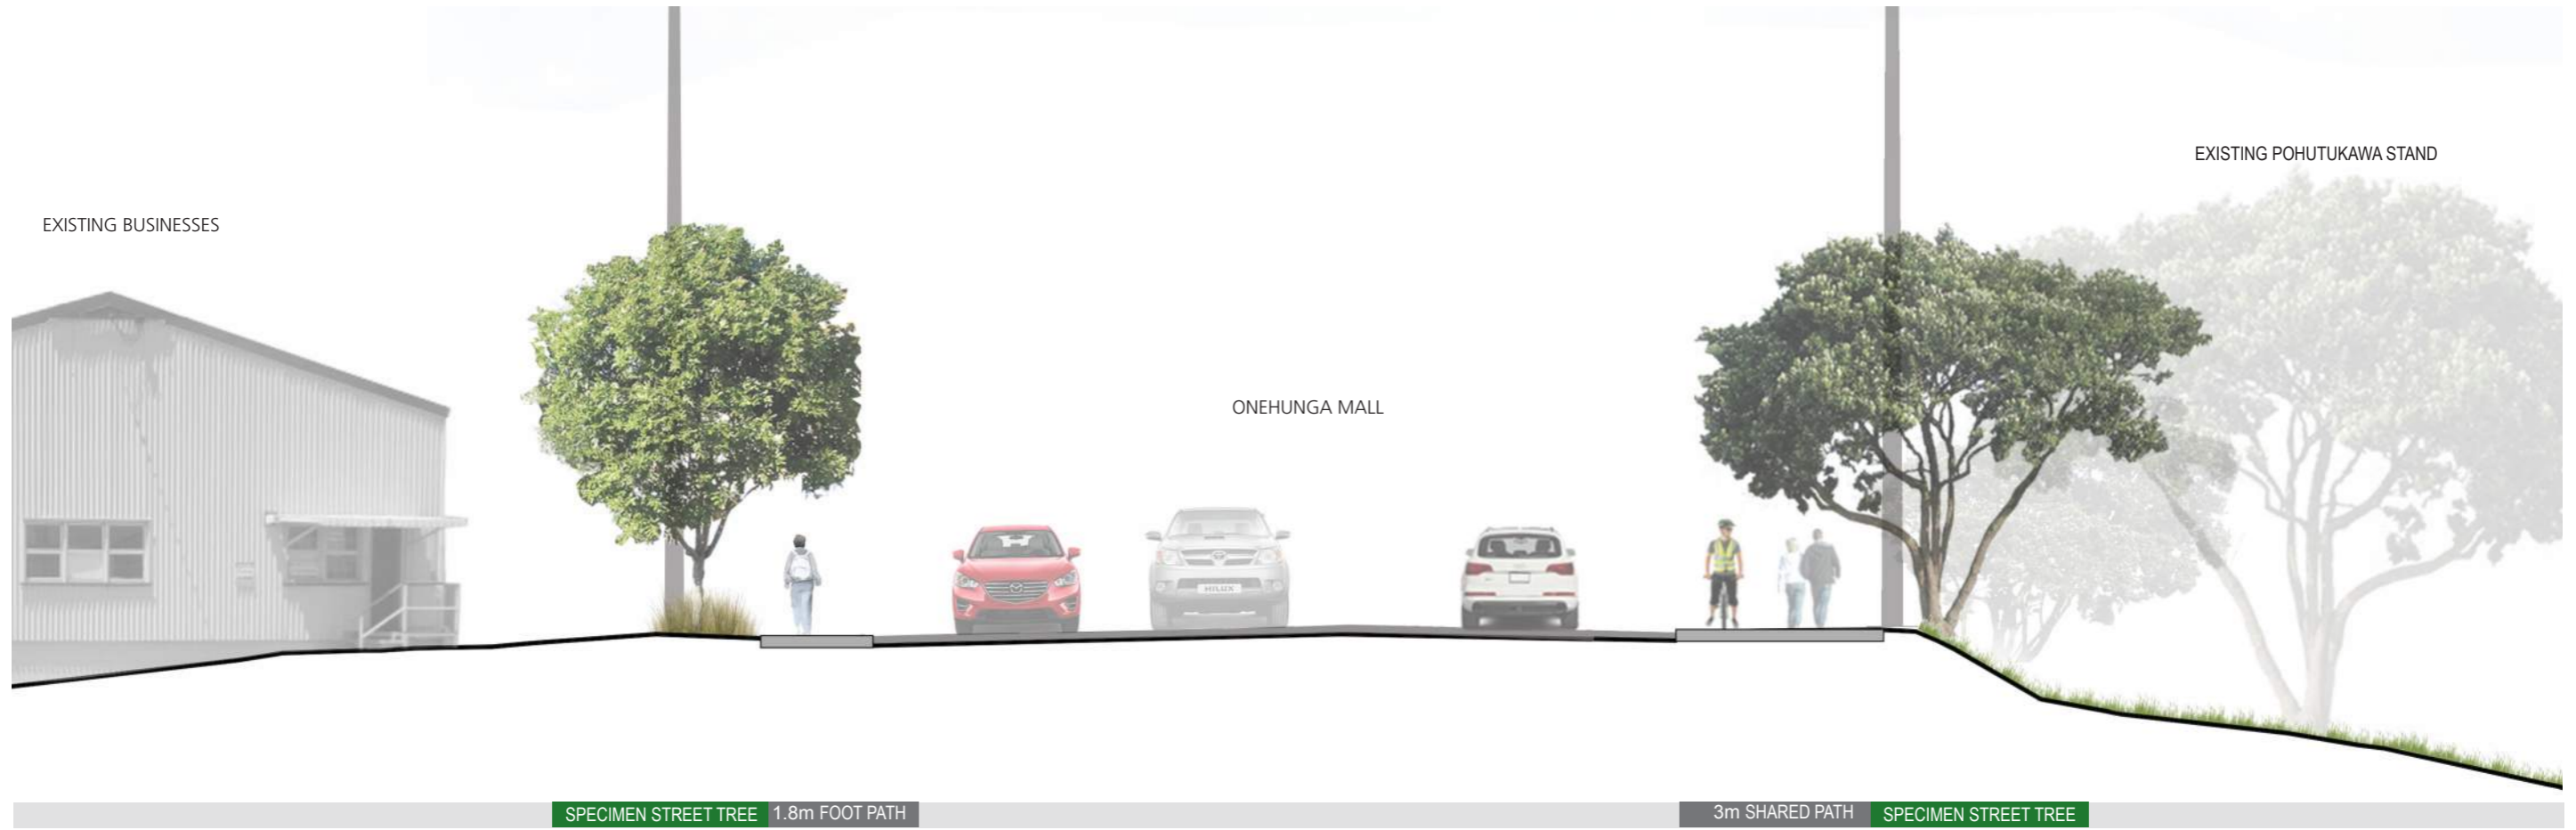 EXISTING POHUTUKAWA STAND
EXISTING BUSINESSES
ONEHUNGA MALL
HILUX
SPECIMEN STREET TREE
1.8m FOOT PATH
3m SHARED PATH
SPECIMEN STREET TREE